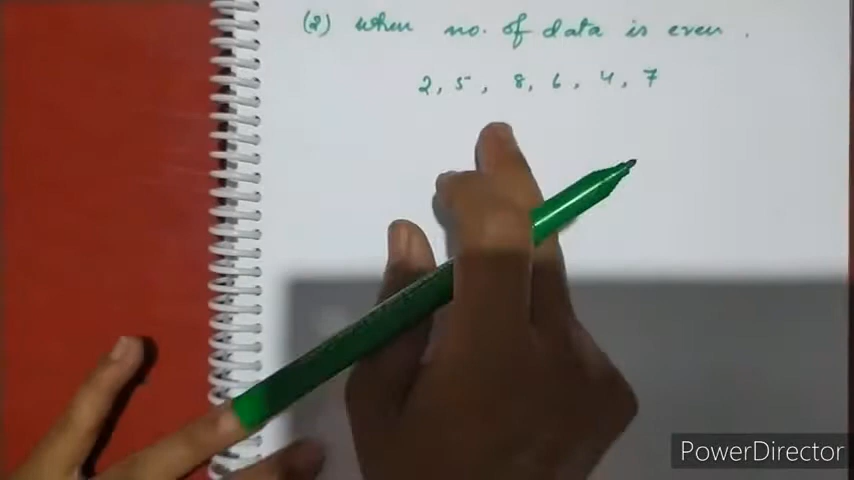 (2) when no. of data is even.
2, 5, 8, 6, 4, 7
PowerDirector